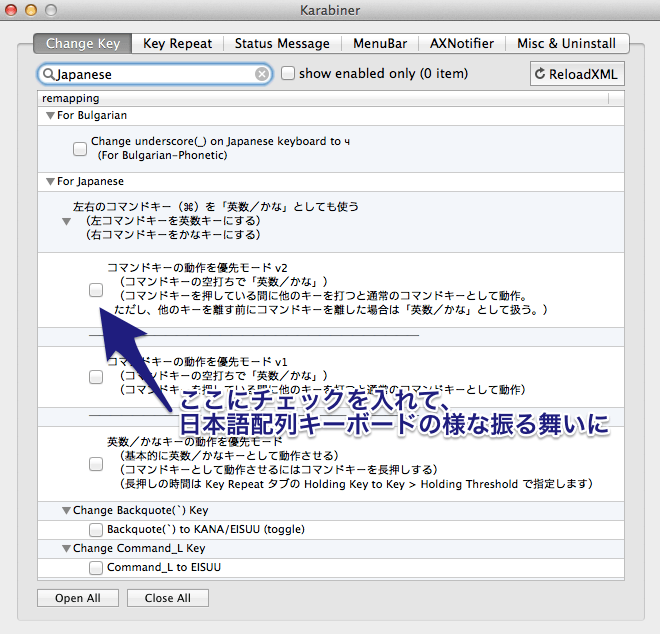 Karabiner
Change Key Key Repeat Status Message MenuBar AXNotifier Misc & Uninstall
Japanese show enabled only (0 item) ReloadXML
remapping
For Bulgarian
Change underscore(_) on Japanese keyboard to ч
(For Bulgarian-Phonetic)
For Japanese
左右のコマンドキー（⌘）を「英数／かな」としても使う
（左コマンドキーを英数キーにする）
（右コマンドキーをかなキーにする）
コマンドキーの動作を優先モード v2
（コマンドキーの空打ちで「英数／かな」）
（コマンドキーを押している間に他のキーを打つと通常のコマンドキーとして動作。
ただし、他のキーを離す前にコマンドキーを離した場合は「英数／かな」として扱う。）
コマンドキーの動作を優先モード v1
（コマンドキーの空打ちで「英数／かな」）
（コマンドキーを押している間に他のキーを打つと通常のコマンドキーとして動作）
ここにチェックを入れて、
日本語配列キーボードの様な振る舞いに
英数／かなキーの動作を優先モード
（基本的に英数／かなキーとして動作させる）
（コマンドキーとして動作させるにはコマンドキーを長押しする）
（長押しの時間は Key Repeat タブの Holding Key to Key > Holding Threshold で指定します）
Change Backquote(`) Key
Backquote(`) to KANA/EISUU (toggle)
Change Command_L Key
Command_L to EISUU
Open All Close All